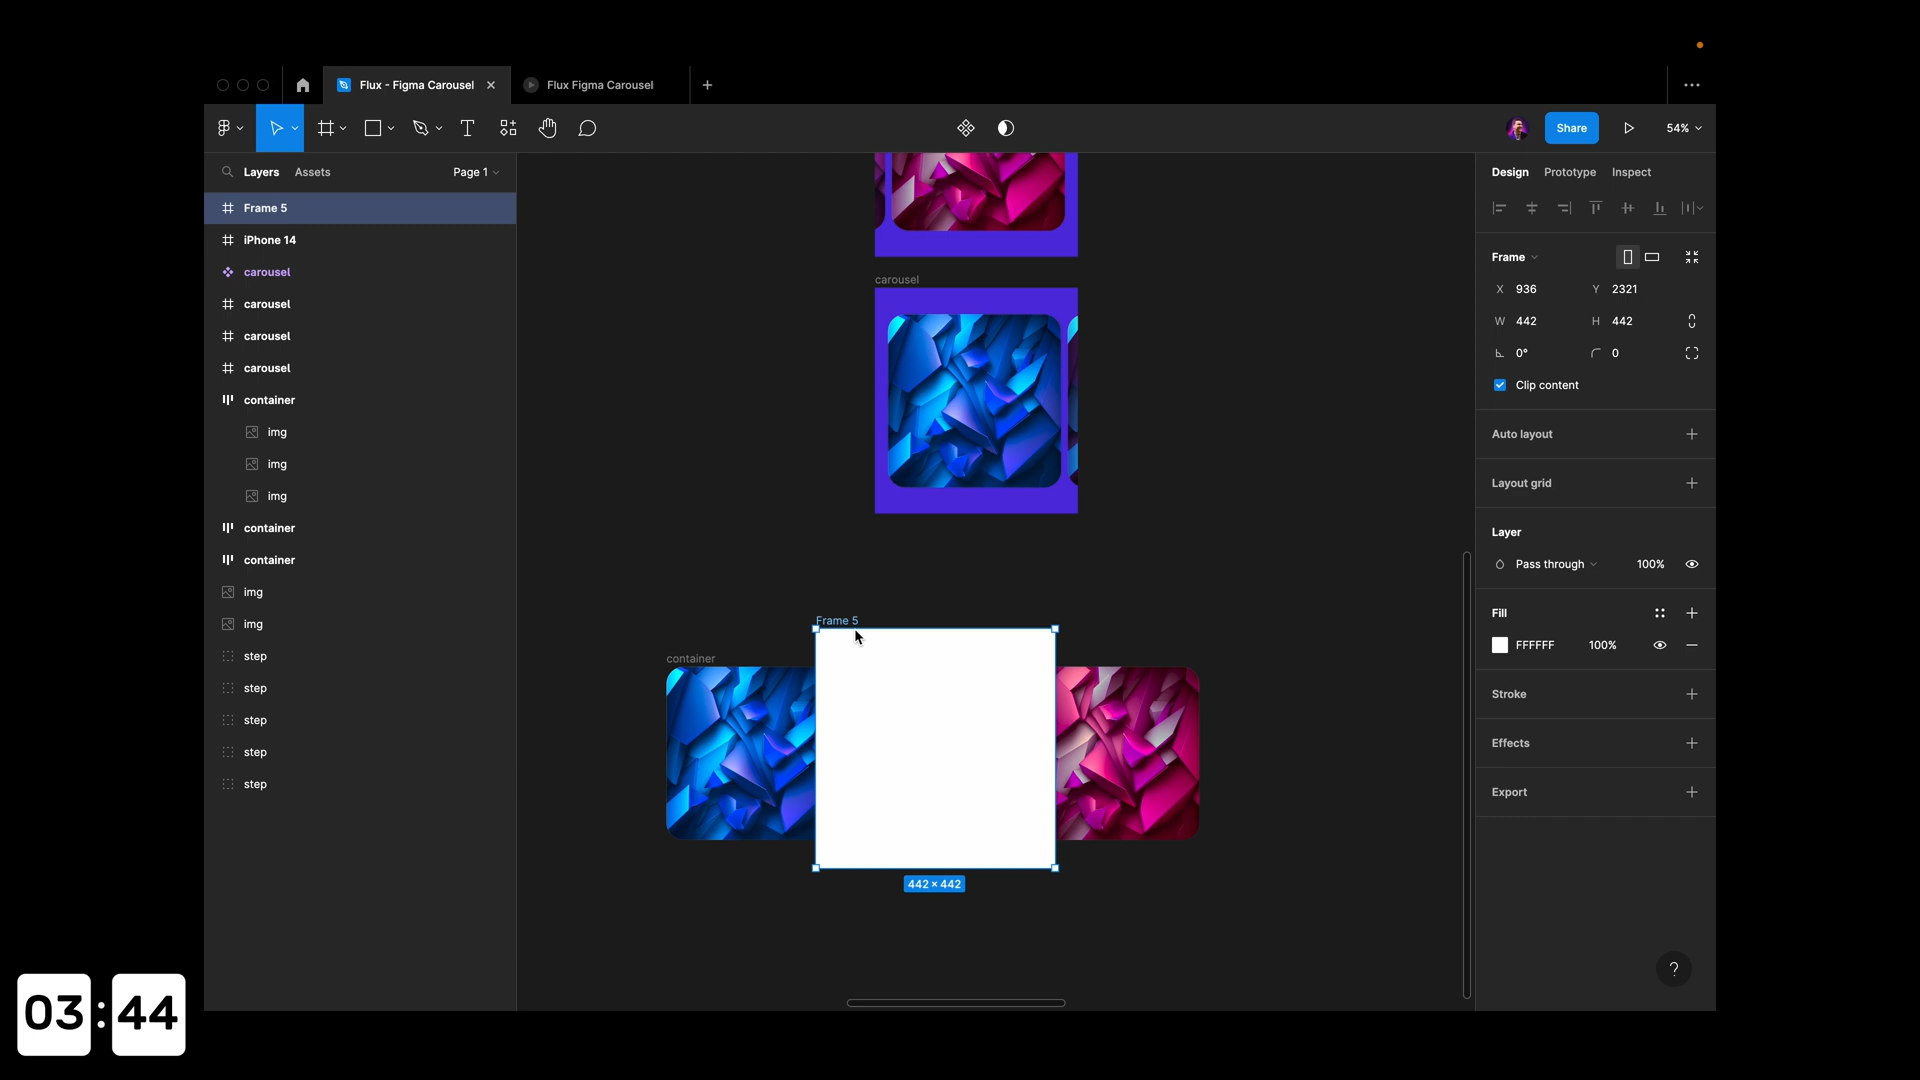 Flux - Figma Carousel
Flux Figma Carousel
Share
54%
Layers
Assets
Page 1
Frame 5
iPhone 14
carousel
carousel
carousel
carousel
container
img
img
img
container
container
img
img
step
step
step
step
step
carousel
Frame 5
container
442 × 442
Design
Prototype
Inspect
Frame
X 936
Y 2321
W 442
H 442
0°
0
Clip content
Auto layout
Layout grid
Layer
Pass through
100%
Fill
FFFFFF
100%
Stroke
Effects
Export
?
03:44